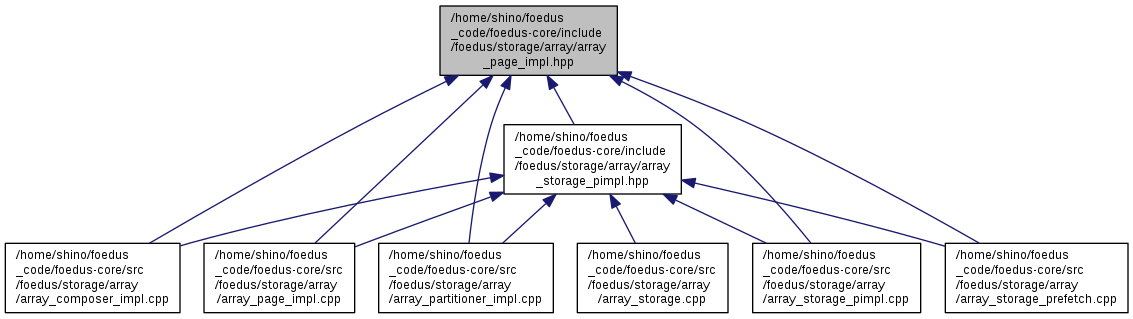 /home/shino/foedus
_code/foedus-core/include
/foedus/storage/array/array
_page_impl.hpp
/home/shino/foedus
_code/foedus-core/include
/foedus/storage/array/array
_storage_pimpl.hpp
/home/shino/foedus
_code/foedus-core/src
/foedus/storage/array
/array_composer_impl.cpp
/home/shino/foedus
_code/foedus-core/src
/foedus/storage/array
/array_page_impl.cpp
/home/shino/foedus
_code/foedus-core/src
/foedus/storage/array
/array_partitioner_impl.cpp
/home/shino/foedus
_code/foedus-core/src
/foedus/storage/array
/array_storage.cpp
/home/shino/foedus
_code/foedus-core/src
/foedus/storage/array
/array_storage_pimpl.cpp
/home/shino/foedus
_code/foedus-core/src
/foedus/storage/array
/array_storage_prefetch.cpp